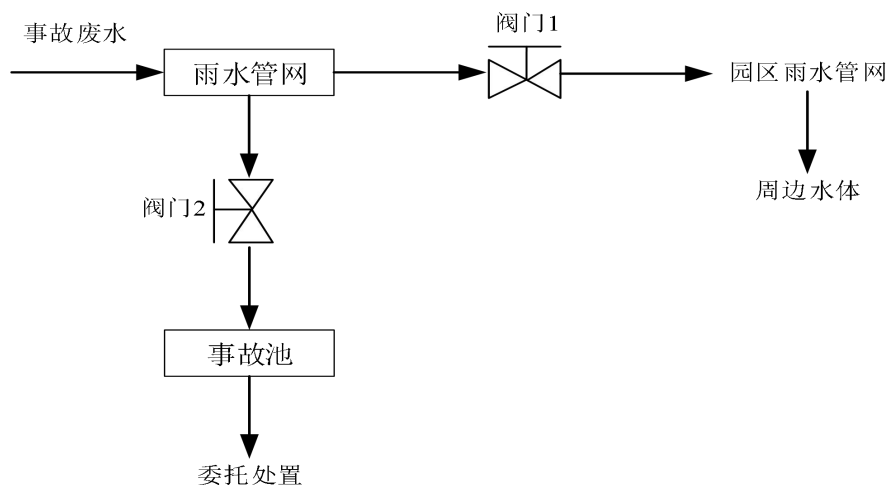 事故废水
雨水管网
阀门1
园区雨水管网
周边水体
阀门2
事故池
委托处置